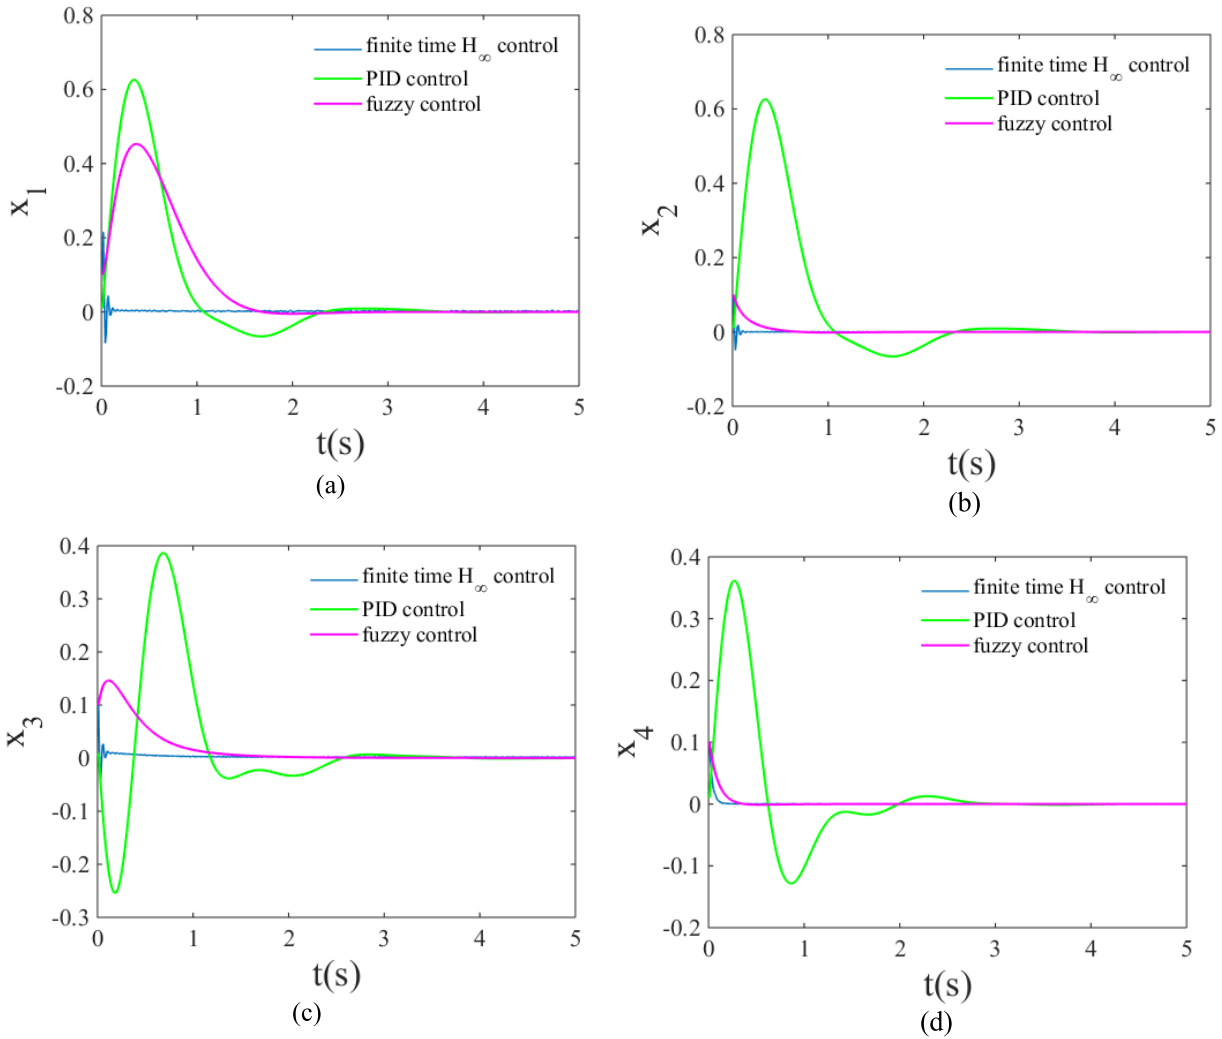 0.8
0.6
0.4
0.2
0
-0.2
x1
finite time H∞ control
PID control
fuzzy control
0 1 2 3 4 5
t(s)
(a)
0.8
0.6
0.4
0.2
0
-0.2
x2
finite time H∞ control
PID control
fuzzy control
0 1 2 3 4 5
t(s)
(b)
0.4
0.3
0.2
0.1
0
-0.1
-0.2
-0.3
x3
finite time H∞ control
PID control
fuzzy control
0 1 2 3 4 5
t(s)
(c)
0.4
0.3
0.2
0.1
0
-0.1
-0.2
x4
finite time H∞ control
PID control
fuzzy control
0 1 2 3 4 5
t(s)
(d)